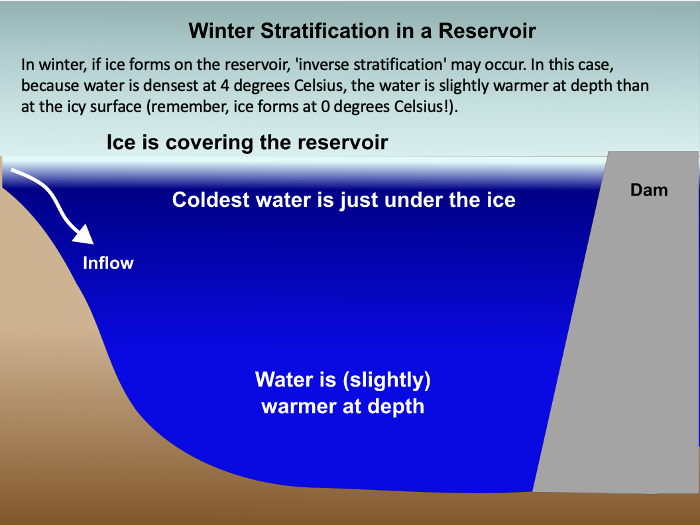 Winter Stratification in a Reservoir
In winter, if ice forms on the reservoir, 'inverse stratification' may occur. In this case,
because water is densest at 4 degrees Celsius, the water is slightly warmer at depth than
at the icy surface (remember, ice forms at 0 degrees Celsius!).
Ice is covering the reservoir
Dam
Coldest water is just under the ice
Inflow
Water is (slightly)
warmer at depth